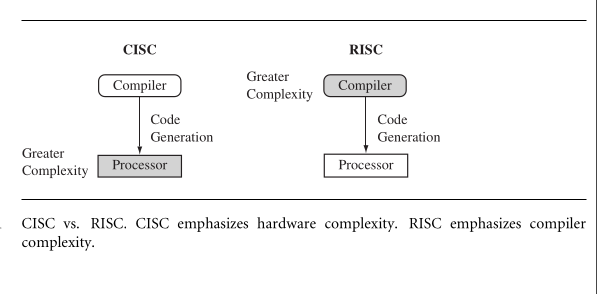 CISC
RISC
Compiler
Greater
Complexity
Compiler
Code
Generation
Code
Generation
Greater
Complexity
Processor
Processor
CISC vs. RISC. CISC emphasizes hardware complexity. RISC emphasizes compiler
complexity.